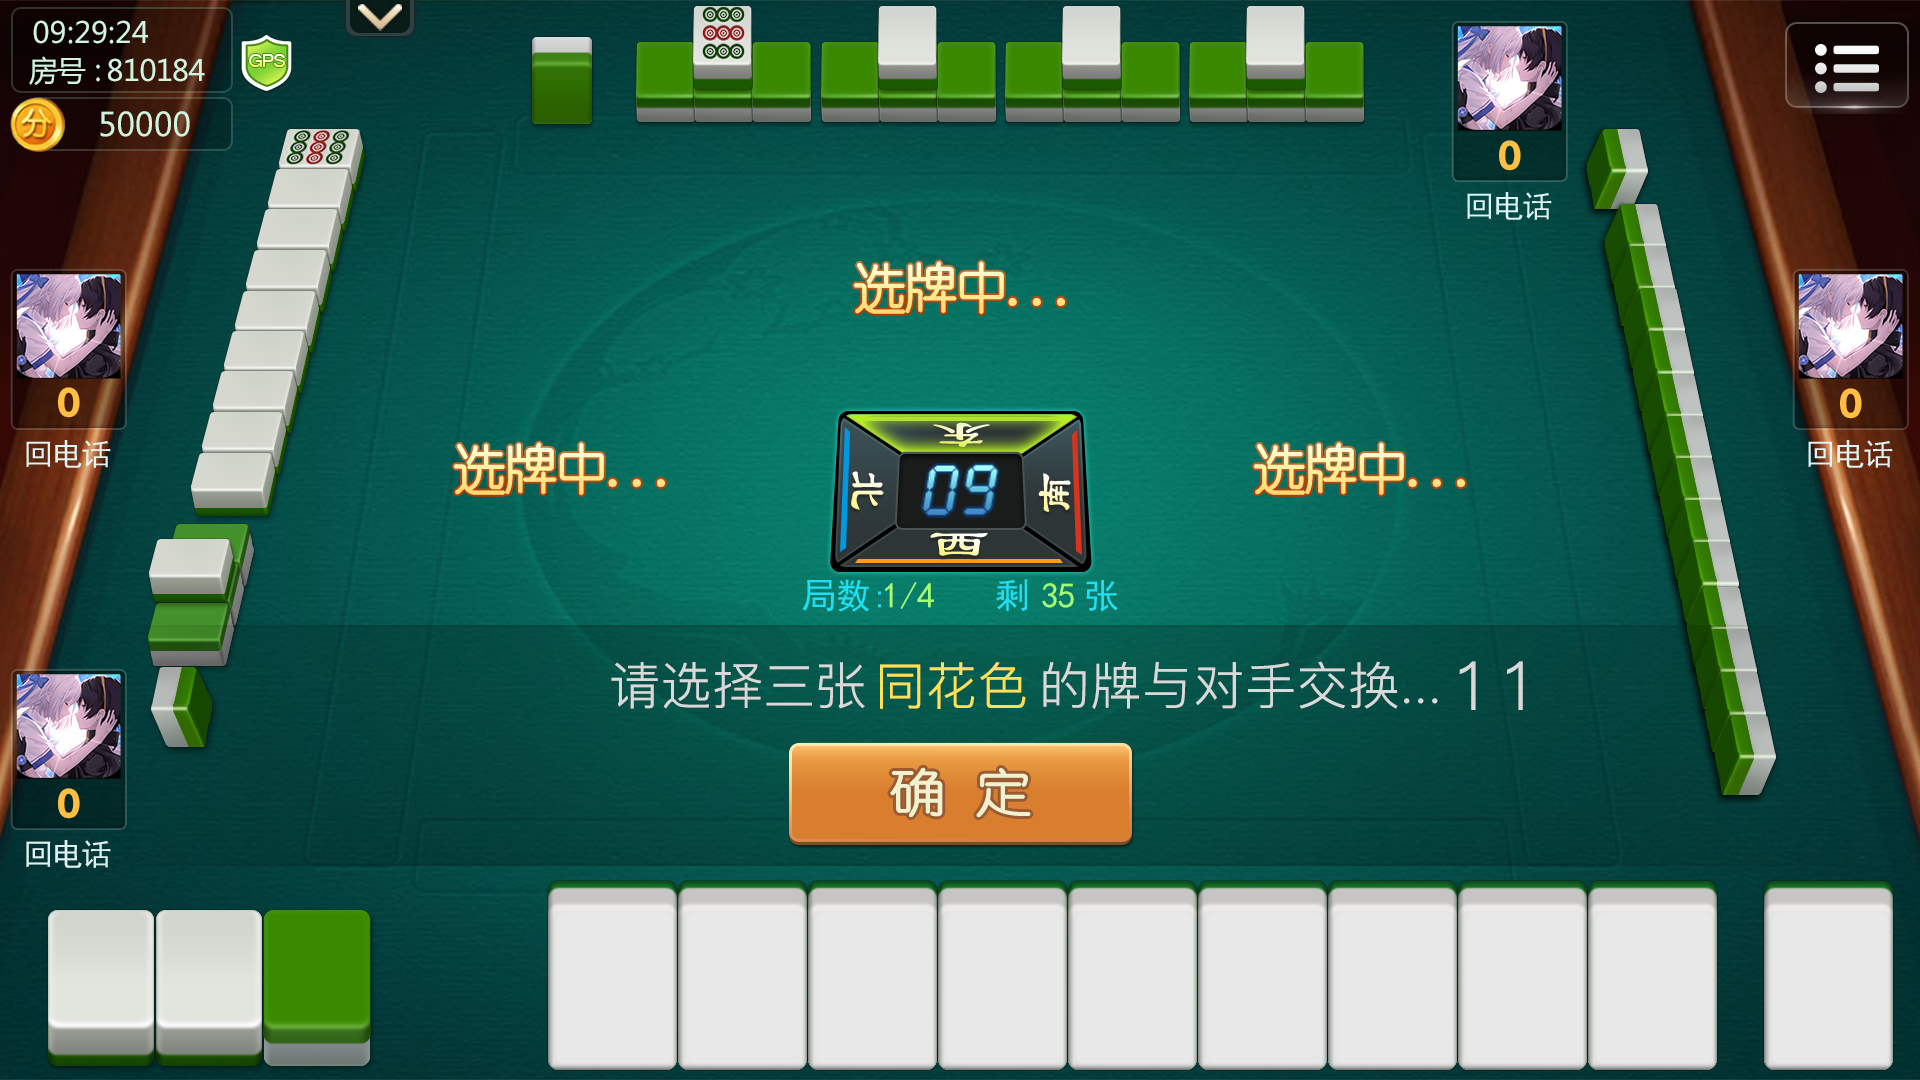 09:29:24
房号:810184
GPS
分
50000
0
回电话
选牌中...
0
回电话
0
回电话
选牌中...
选牌中...
东
北
09
南
西
局数:1/4 剩 35 张
请选择三张 同花色 的牌与对手交换... 11
0
回电话
确 定